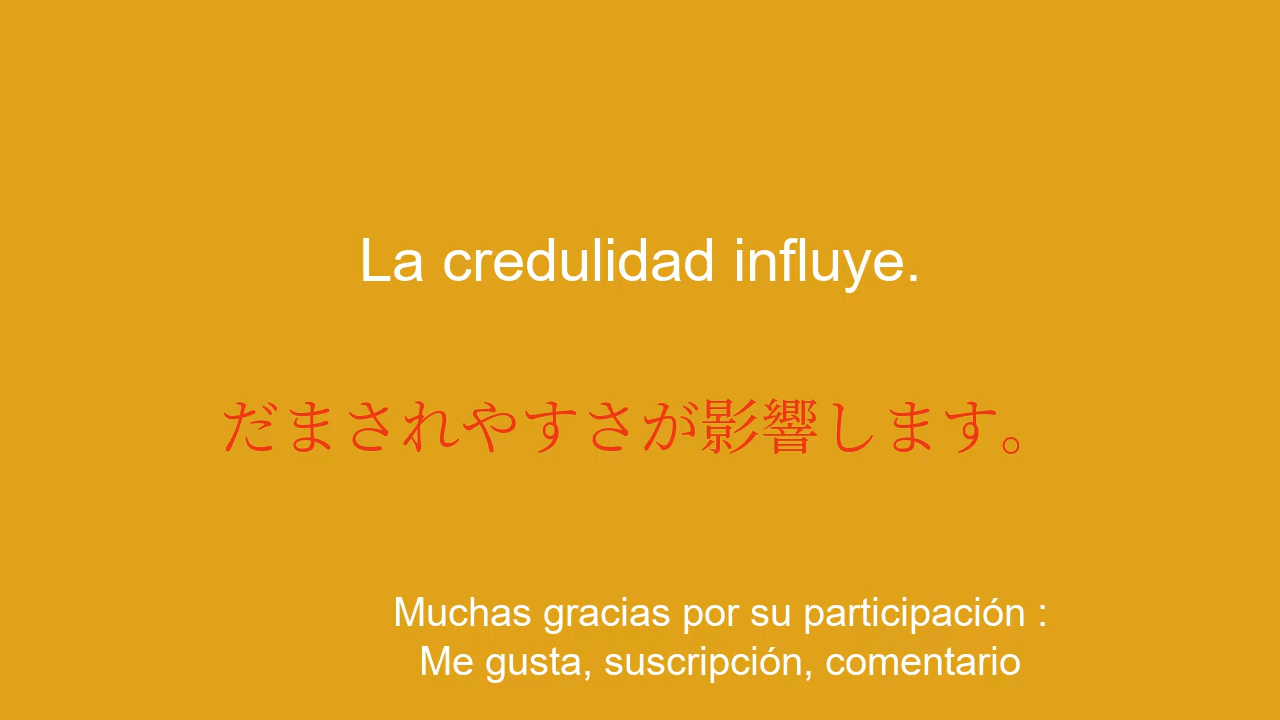 La credulidad influye.
だまされやすさが影響します。
Muchas gracias por su participación :
Me gusta, suscripción, comentario